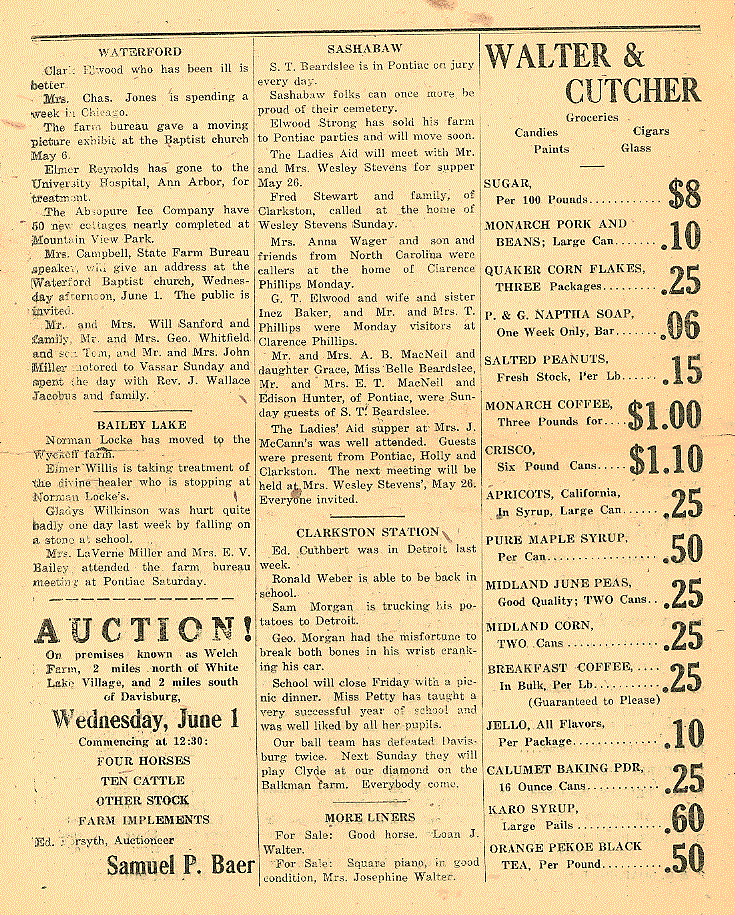 WATERFORD
Clark Elwood who has been ill is
better.
Mrs. Chas. Jones is spending a
week in Chicago.
The farm bureau gave a moving
picture exhibit at the Baptist church
May 6.
Elmer Reynolds has gone to the
University Hospital, Ann Arbor, for
treatment.
The Absopure Ice Company have
50 new cottages nearly completed at
Mountain View Park.
Mrs. Campbell, State Farm Bureau
speaker, will give an address at the
Waterford Baptist church, Wednes-
day afternoon, June 1. The public is
invited.
Mr. and Mrs. Will Sanford and
family, Mr. and Mrs. Geo. Whitfield
and son Tom, and Mr. and Mrs. John
Miller motored to Vassar Sunday and
spent the day with Rev. J. Wallace
Jacobus and family.
BAILEY LAKE
Norman Locke has moved to the
Wyckoff farm.
Elmer Willis is taking treatment of
the divine healer who is stopping at
Norman Locke's.
Gladys Wilkinson was hurt quite
badly one day last week by falling on
a stone at school.
Mrs. LaVerne Miller and Mrs. E. V.
Bailey attended the farm bureau
meeting at Pontiac Saturday.
AUCTION!
On premises known as Welch
Farm, 2 miles north of White
Lake Village, and 2 miles south
of Davisburg,
Wednesday, June 1
Commencing at 12:30:
FOUR HORSES
TEN CATTLE
OTHER STOCK
FARM IMPLEMENTS
Ed. Forsyth, Auctioneer
Samuel P. Baer
SASHABAW
S. T. Beardslee is in Pontiac on jury
every day.
Sashabaw folks can once more be
proud of their cemetery.
Elwood Strong has sold his farm
to Pontiac parties and will move soon.
The Ladies Aid will meet with Mr.
and Mrs. Wesley Stevens for supper
May 26.
Fred Stewart and family, of
Clarkston, called at the home of
Wesley Stevens Sunday.
Mrs. Anna Wager and son and
friends from North Carolina were
callers at the home of Clarence
Phillips Monday.
G. T. Elwood and wife and sister
Inez Baker, and Mr. and Mrs. T.
Phillips were Monday visitors at
Clarence Phillips.
Mr. and Mrs. A. B. MacNeil and
daughter Grace, Miss Belle Beardslee,
Mr. and Mrs. E. T. MacNeil and
Edison Hunter, of Pontiac, were Sun-
day guests of S. T. Beardslee.
The Ladies' Aid supper at Mrs. J.
McCann's was well attended. Guests
were present from Pontiac, Holly and
Clarkston. The next meeting will be
held at Mrs. Wesley Stevens', May 26.
Everyone invited.
CLARKSTON STATION
Ed. Cuthbert was in Detroit last
week.
Ronald Weber is able to be back in
school.
Sam Morgan is trucking his po-
tatoes to Detroit.
Geo. Morgan had the misfortune to
break both bones in his wrist crank-
ing his car.
School will close Friday with a pic-
nic dinner. Miss Petty has taught a
very successful year of school and
was well liked by all her pupils.
Our ball team has defeated Davis-
burg twice. Next Sunday they will
play Clyde at our diamond on the
Balkman farm. Everybody come.
MORE LINERS
For Sale: Good horse. Loan J.
Walter.
For Sale: Square piano, in good
condition, Mrs. Josephine Walter.
WALTER &
CUTCHER
Groceries
Candies Cigars
Paints Glass
SUGAR,
Per 100 Pounds........ $8
MONARCH PORK AND
BEANS; Large Can....... .10
QUAKER CORN FLAKES,
THREE Packages......... .25
P. & G. NAPTHA SOAP,
One Week Only, Bar...... .06
SALTED PEANUTS,
Fresh Stock, Per Lb...... .15
MONARCH COFFEE,
Three Pounds for.... $1.00
CRISCO,
Six Pound Cans..... $1.10
APRICOTS, California,
In Syrup, Large Can...... .25
PURE MAPLE SYRUP,
Per Can................ .50
MIDLAND JUNE PEAS,
Good Quality; TWO Cans.. .25
MIDLAND CORN,
TWO Cans ............. .25
BREAKFAST COFFEE, ....
In Bulk, Per Lb.......... .25
(Guaranteed to Please)
JELLO, All Flavors,
Per Package............. .10
CALUMET BAKING PDR,
16 Ounce Cans........... .25
KARO SYRUP,
Large Pails ............ .60
ORANGE PEKOE BLACK
TEA, Per Pound......... .50